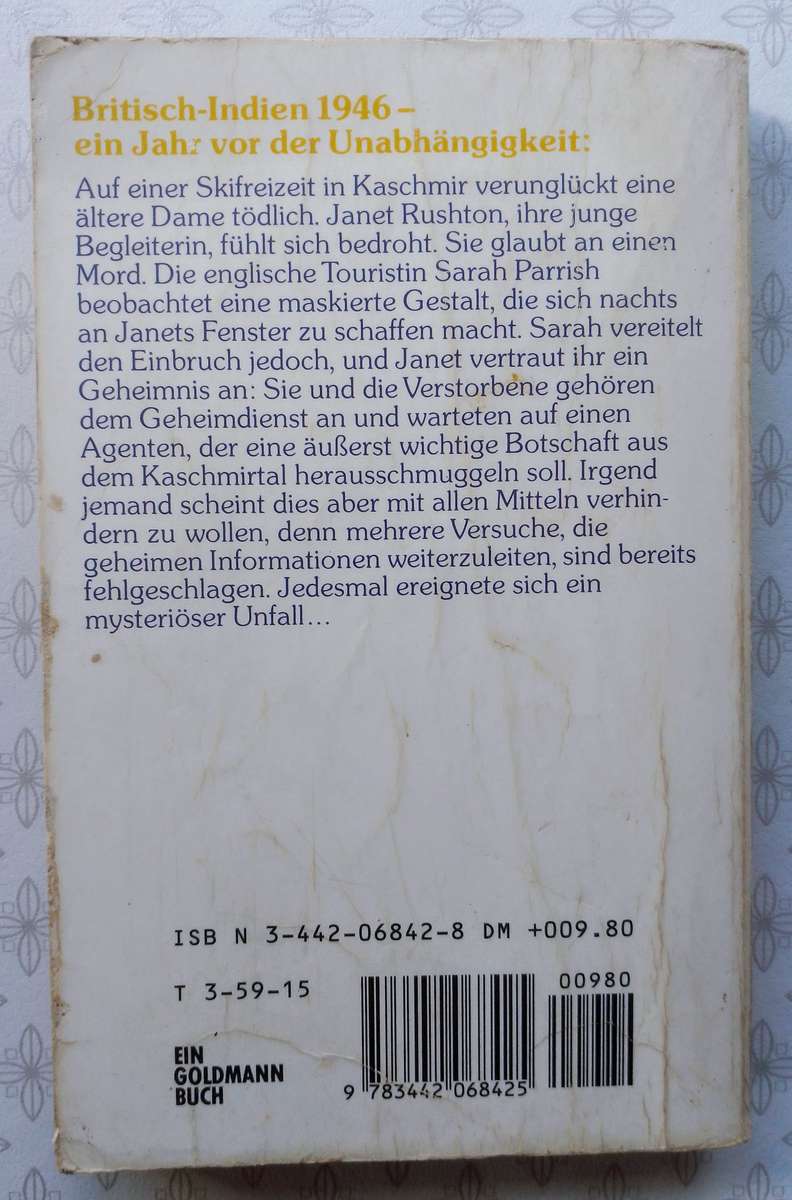 Britisch-Indien 1946 –
ein Jahr vor der Unabhängigkeit:
Auf einer Skifreizeit in Kaschmir verunglückt eine
ältere Dame tödlich. Janet Rushton, ihre junge
Begleiterin, fühlt sich bedroht. Sie glaubt an einen
Mord. Die englische Touristin Sarah Parrish
beobachtet eine maskierte Gestalt, die sich nachts
an Janets Fenster zu schaffen macht. Sarah vereitelt
den Einbruch jedoch, und Janet vertraut ihr ein
Geheimnis an: Sie und die Verstorbene gehören
dem Geheimdienst an und warteten auf einen
Agenten, der eine äußerst wichtige Botschaft aus
dem Kaschmirtal herausschmuggeln soll. Irgend
jemand scheint dies aber mit allen Mitteln verhin-
dern zu wollen, denn mehrere Versuche, die
geheimen Informationen weiterzuleiten, sind bereits
fehlgeschlagen. Jedesmal ereignete sich ein
mysteriöser Unfall...
ISB N 3-442-06842-8 DM +009.80
T 3-59-15
00980
EIN
GOLDMANN
BUCH
9 783442 068425